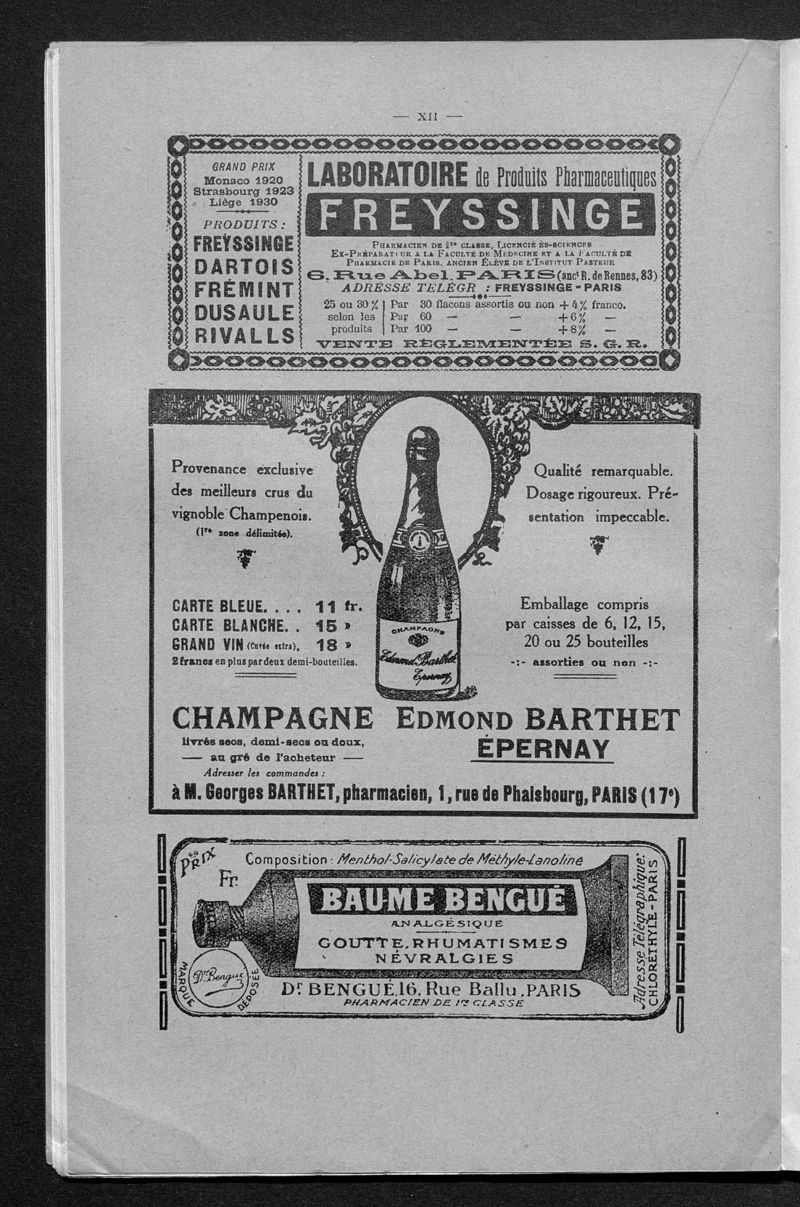 — XII —
GRAND PRIX
Monaco 1920
Strasbourg 1923
Liège 1930
PRODUITS :
FREYSSINGE
DARTOIS
FRÉMINT
DUSAULE
RIVALLS
LABORATOIRE de Produits Pharmaceutiques
FREYSSINGE
PHARMACIEN DE 1re CLASSE, LICENCIÉ ÈS-SCIENCES
EX-PRÉPARATEUR A LA FACULTÉ DE MEDECINE ET A LA FACULTÉ DE
PHARMACIE DE PARIS, ANCIEN ÉLÈVE DE L'INSTITUT PASTEUR
6, Rue Abel, PARIS (anct R. de Rennes, 83)
ADRESSE TÉLÉGR : FREYSSINGE - PARIS
25 ou 30 % Par 30 flacons assortis ou non + 4 % franco.
selon les Par 60 — — + 6 % —
produits Par 100 — — + 8 % —
VENTE RÉGLEMENTÉE S. G. R.
Provenance exclusive
des meilleurs crus du
vignoble Champenois.
(1re zone délimitée).
Qualité remarquable.
Dosage rigoureux. Pré-
sentation impeccable.
CARTE BLEUE. . . . 11 fr.
CARTE BLANCHE. . 15 »
GRAND VIN (Cuvée extra). 18 »
2 francs en plus par deux demi-bouteilles.
Emballage compris
par caisses de 6, 12, 15,
20 ou 25 bouteilles
-:- assorties ou non -:-
CHAMPAGNE
Edmond Barthet
Epernay
CHAMPAGNE EDMOND BARTHET
livrés secs, demi-secs ou doux,
— au gré de l'acheteur —
ÉPERNAY
Adresser les commandes :
à M. Georges BARTHET, pharmacien, 1, rue de Phalsbourg, PARIS (17e)
PRIX
Fr.
Composition : Menthol-Salicylate de Méthyle-Lanoline
BAUME BENGUÉ
ANALGÉSIQUE
GOUTTE, RHUMATISMES
NÉVRALGIES
Dr Bengué
MARQUE DÉPOSÉE
Dr BENGUÉ, 16, Rue Ballu, PARIS
PHARMACIEN DE 1re CLASSE
Adresse Télégraphique:
CHLORÉTHYLE - PARIS